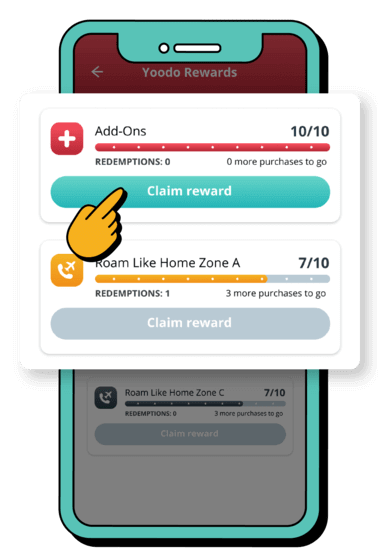 Yoodo Rewards
Add-Ons 10/10
REDEMPTIONS: 0 0 more purchases to go
Claim reward
Roam Like Home Zone A 7/10
REDEMPTIONS: 1 3 more purchases to go
Claim reward
Roam Like Home Zone C 7/10
REDEMPTIONS: 0 3 more purchases to go
Claim reward